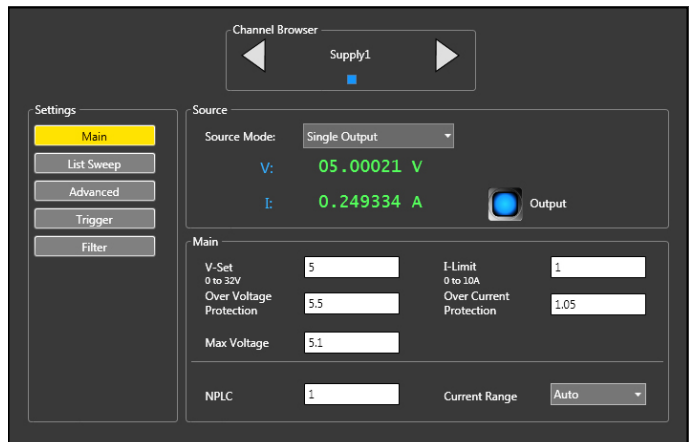 Channel Browser
Supply1
Settings
Main
List Sweep
Advanced
Trigger
Filter
Source
Source Mode: Single Output
V: 05.00021 V
I: 0.249334 A
Output
Main
V-Set 5 I-Limit 1
0 to 32V 0 to 10A
Over Voltage Over Current
Protection 5.5 Protection 1.05
Max Voltage 5.1
NPLC 1 Current Range Auto